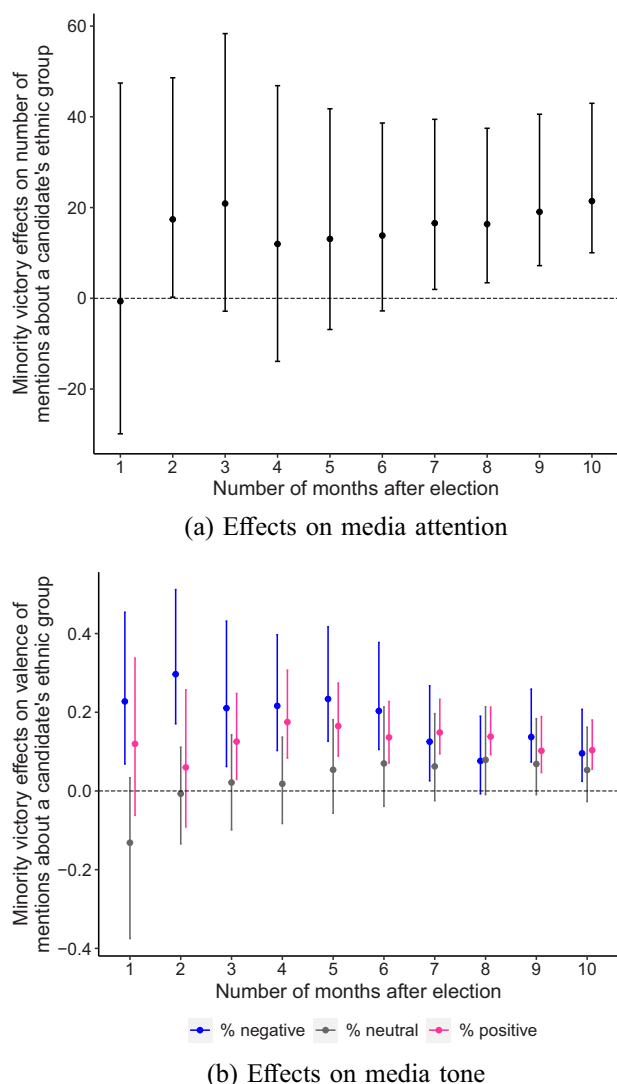 60
40
20
0
−20
Minority victory effects on number of
mentions about a candidate's ethnic group
1 2 3 4 5 6 7 8 9 10
Number of months after election
(a) Effects on media attention
0.4
0.2
0.0
−0.2
−0.4
Minority victory effects on valence of
mentions about a candidate's ethnic group
1 2 3 4 5 6 7 8 9 10
Number of months after election
% negative % neutral % positive
(b) Effects on media tone